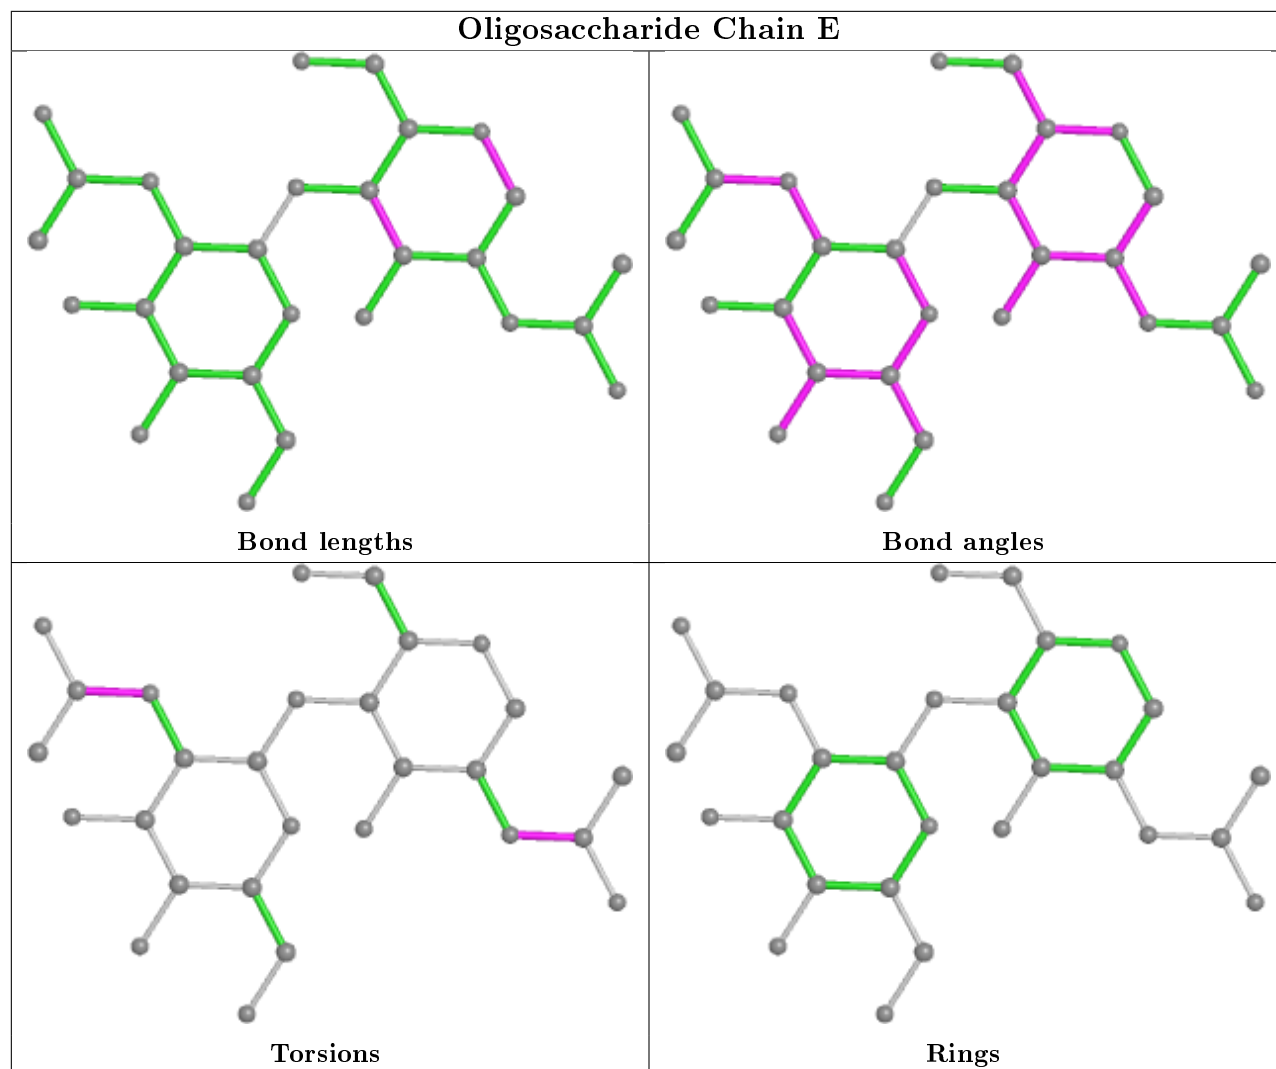 Oligosaccharide Chain E
Bond lengths
Bond angles
Torsions
Rings